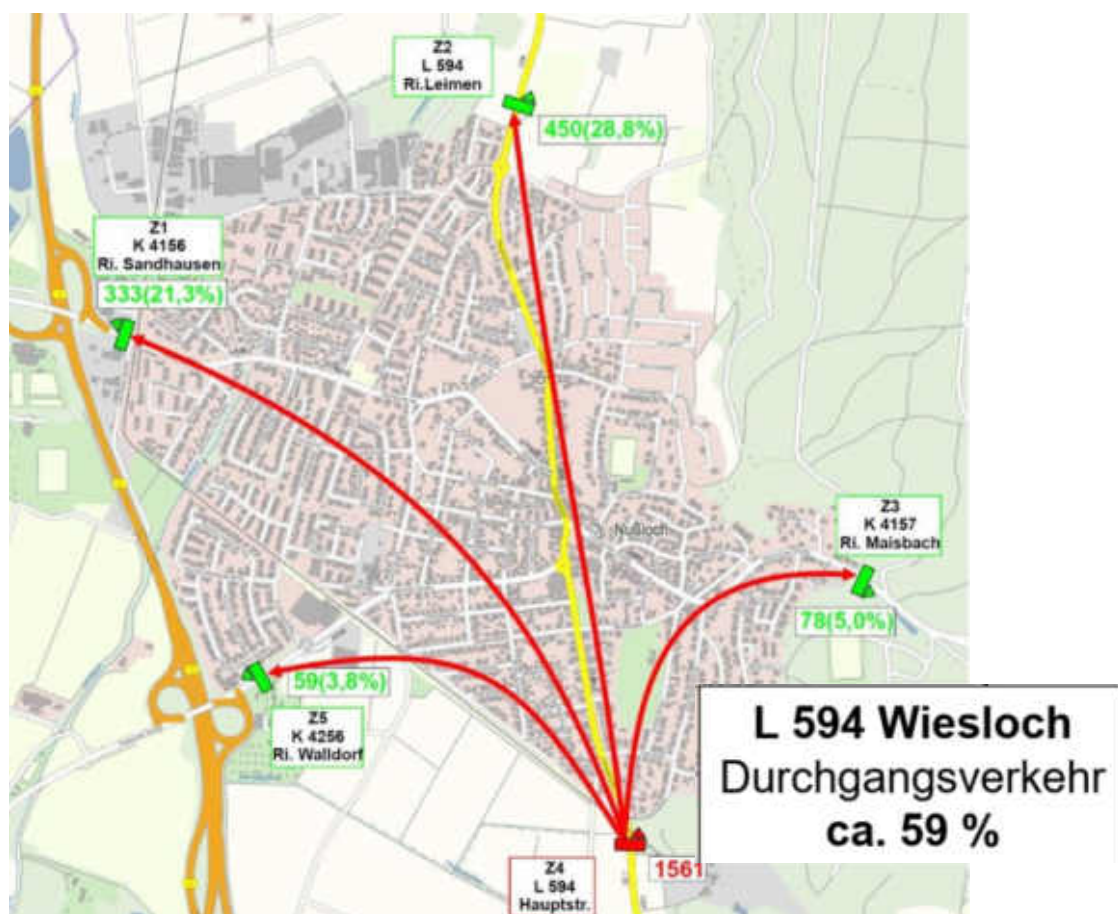 Z2
L 594
Ri.Leimen
450(28,8%)
Z1
K 4156
Ri. Sandhausen
333(21,3%)
Nußloch
Z3
K 4157
Ri. Maisbach
78(5,0%)
59(3,8%)
Z5
K 4256
Ri. Walldorf
L 594 Wiesloch
Durchgangsverkehr
ca. 59 %
Z4
L 594
Hauptstr.
1561